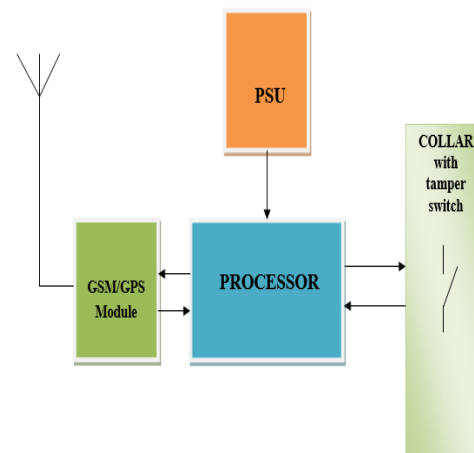 PSU
COLLAR
with
tamper
switch
GSM/GPS
Module
PROCESSOR